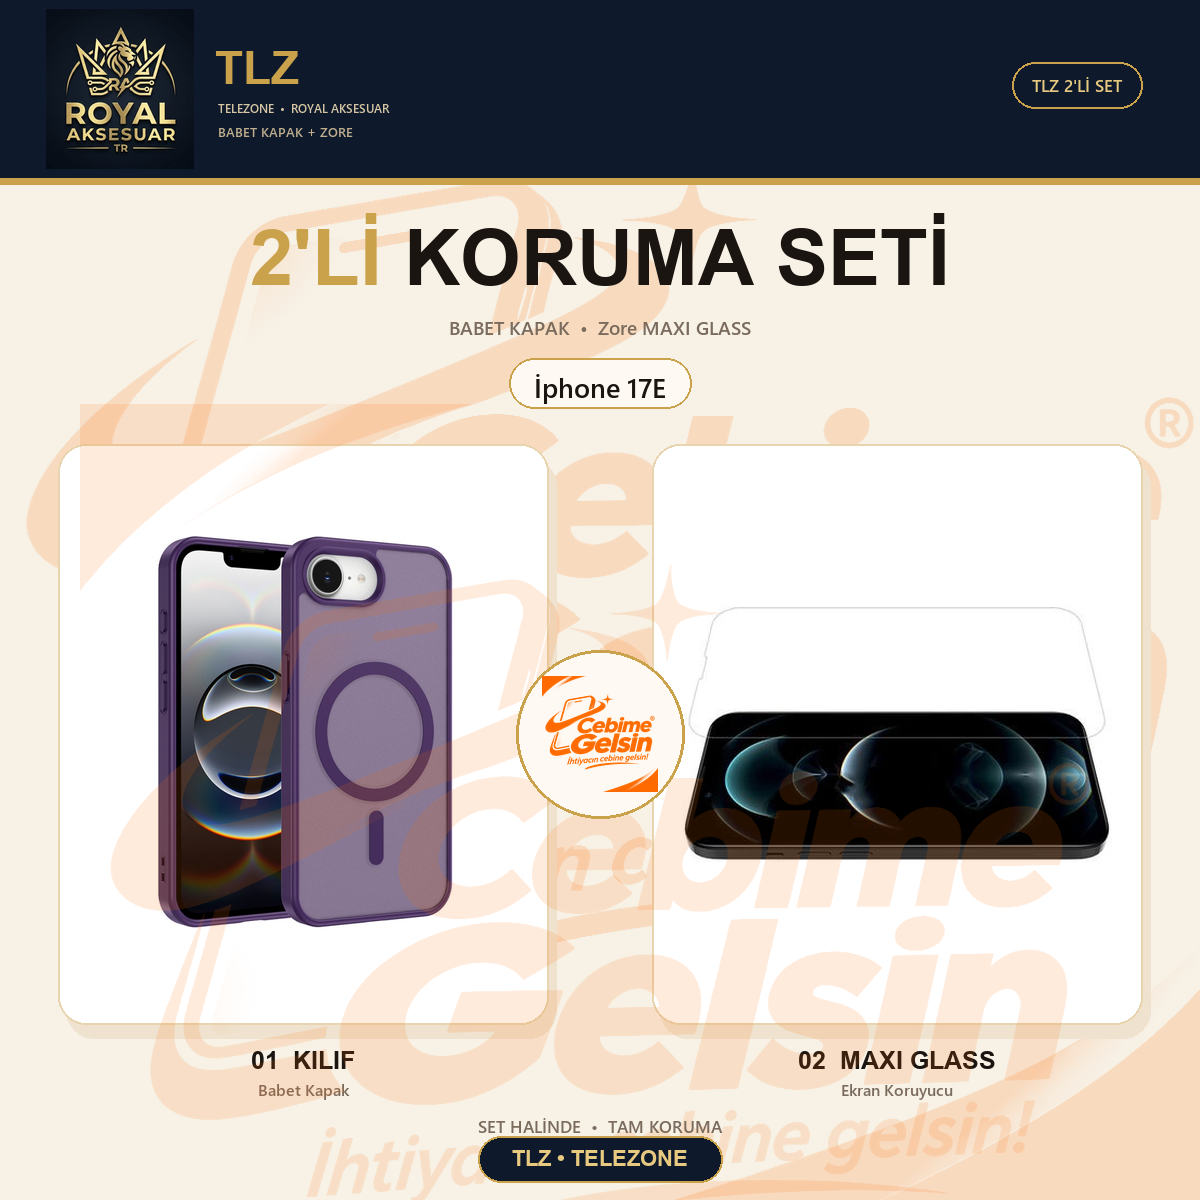 ROYAL
AKSESUAR
TR
TLZ
TELEZONE • ROYAL AKSESUAR
BABET KAPAK + ZORE
TLZ 2'Lİ SET
2'Lİ KORUMA SETİ
BABET KAPAK • Zore MAXI GLASS
İphone 17E
Cebime®
Gelsin
İhtiyacın cebine gelsin!
Cebime®
Gelsin
01 KILIF
Babet Kapak
02 MAXI GLASS
Ekran Koruyucu
SET HALİNDE • TAM KORUMA
TLZ • TELEZONE